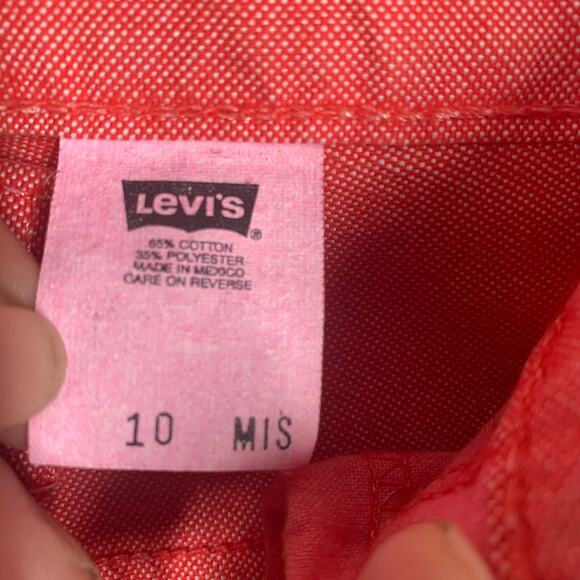 Levi's
®
65% COTTON
35% POLYESTER
MADE IN MEXICO
CARE ON REVERSE
10 MIS